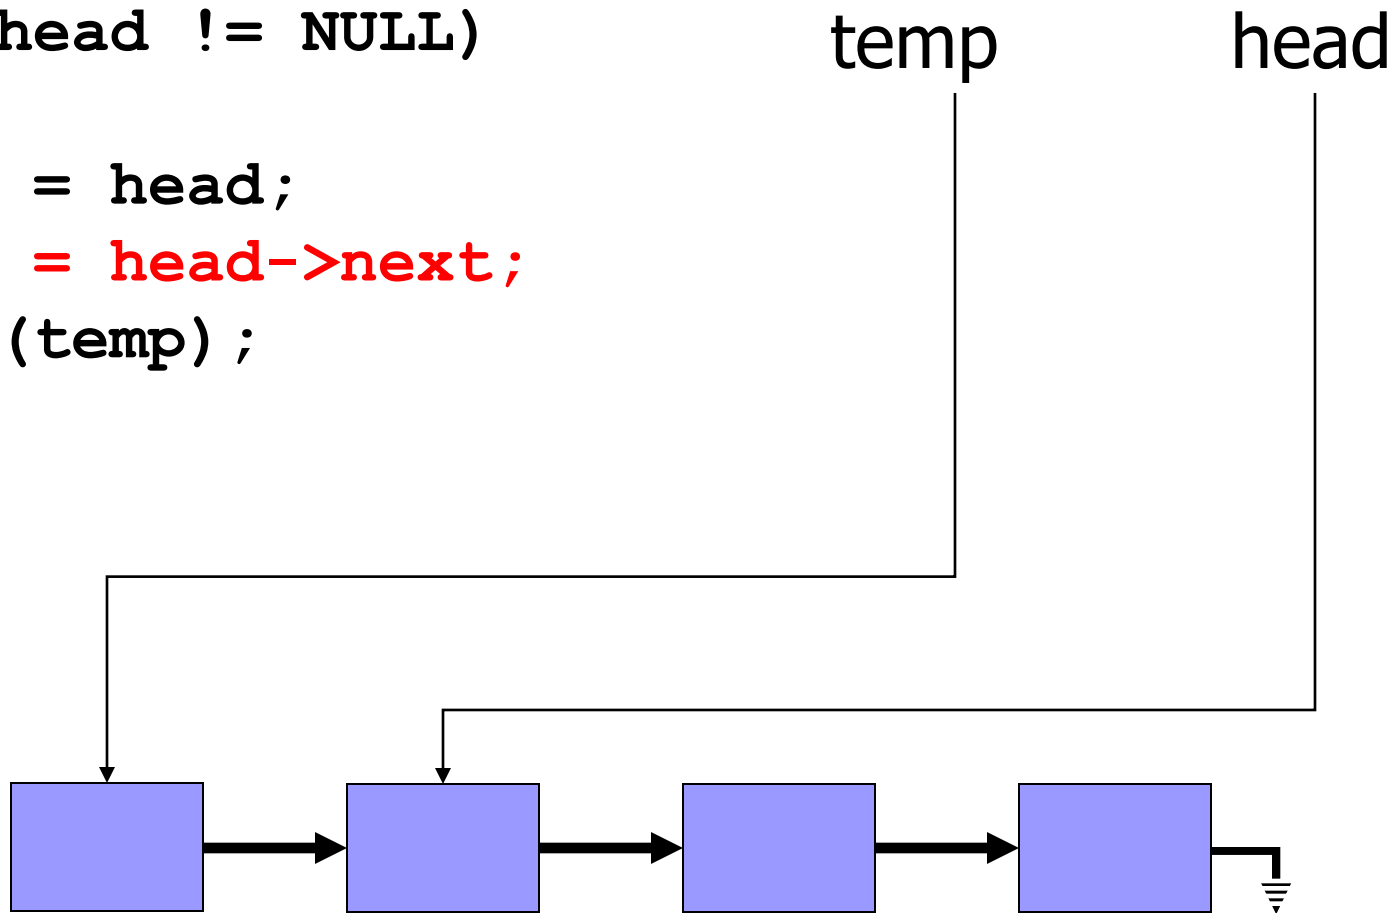 head != NULL)
temp head
= head;
= head->next;
(temp);